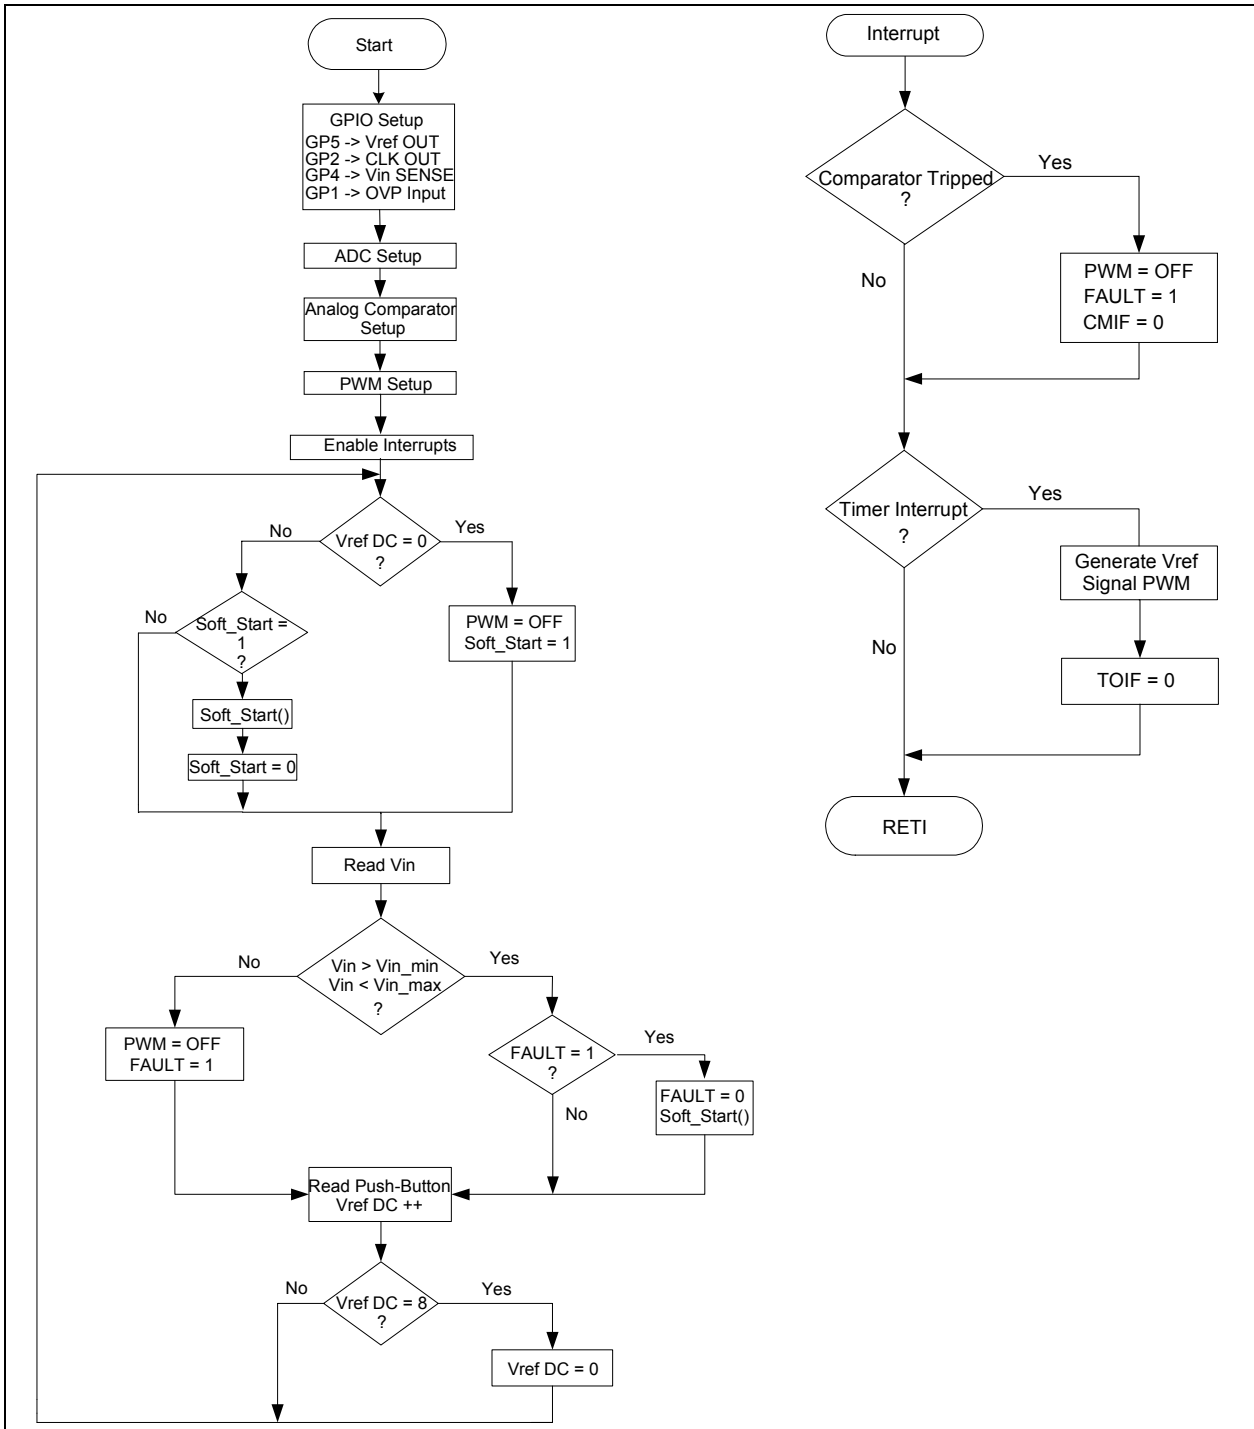 Start
GPIO Setup
GP5 -> Vref OUT
GP2 -> CLK OUT
GP4 -> Vin SENSE
GP1 -> OVP Input
ADC Setup
Analog Comparator
Setup
PWM Setup
Enable Interrupts
Vref DC = 0
?
No
Yes
Soft_Start =
1
?
No
PWM = OFF
Soft_Start = 1
Soft_Start()
Soft_Start = 0
Read Vin
Vin > Vin_min
Vin < Vin_max
?
No
Yes
PWM = OFF
FAULT = 1
FAULT = 1
?
Yes
No
FAULT = 0
Soft_Start()
Read Push-Button
Vref DC ++
Vref DC = 8
?
No
Yes
Vref DC = 0
Interrupt
Comparator Tripped
?
Yes
No
PWM = OFF
FAULT = 1
CMIF = 0
Timer Interrupt
?
Yes
No
Generate Vref
Signal PWM
TOIF = 0
RETI